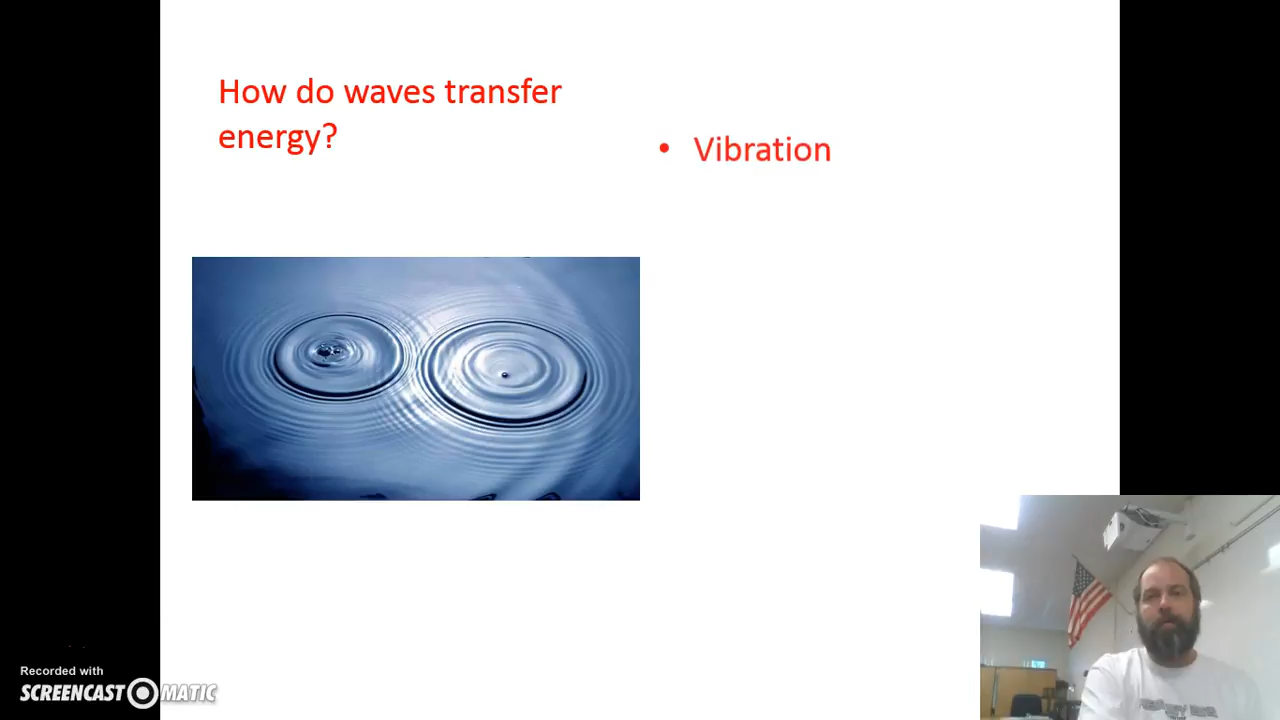 How do waves transfer
energy?
• Vibration
Recorded with
SCREENCAST MATIC